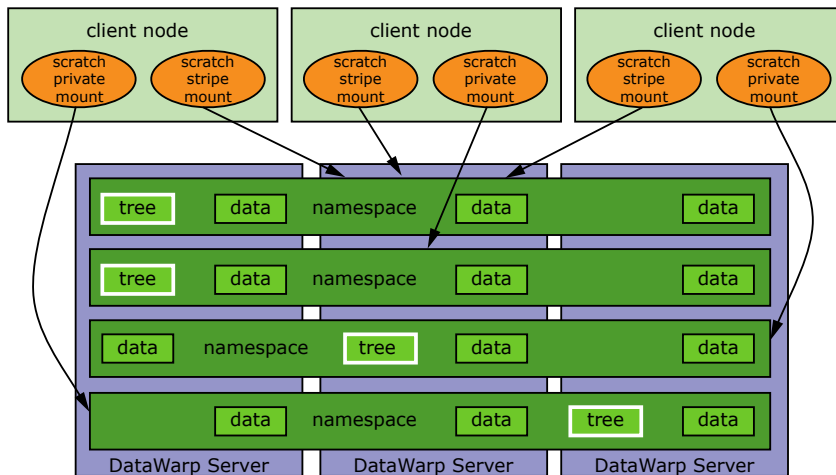 client node
client node
client node
scratch
private
mount
scratch
stripe
mount
scratch
stripe
mount
scratch
private
mount
scratch
stripe
mount
scratch
private
mount
tree data namespace data data
tree data namespace data data
data namespace tree data data
data namespace data tree data
DataWarp Server DataWarp Server DataWarp Server